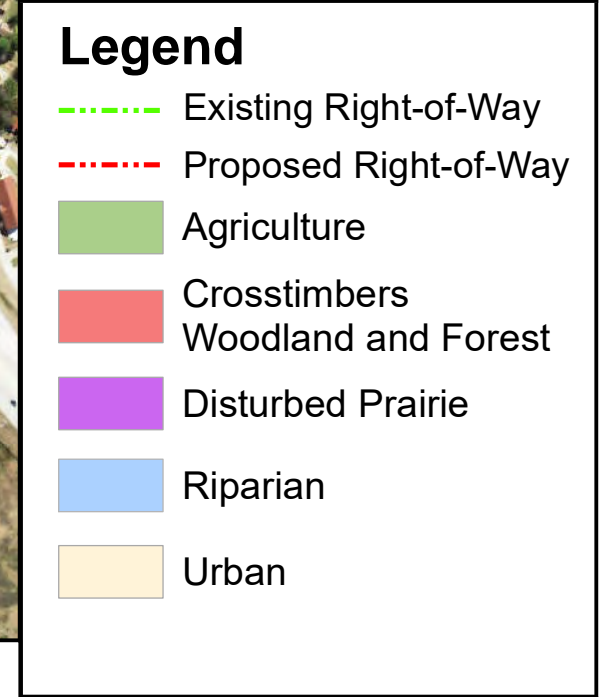 Legend
Existing Right-of-Way
Proposed Right-of-Way
Agriculture
Crosstimbers
Woodland and Forest
Disturbed Prairie
Riparian
Urban